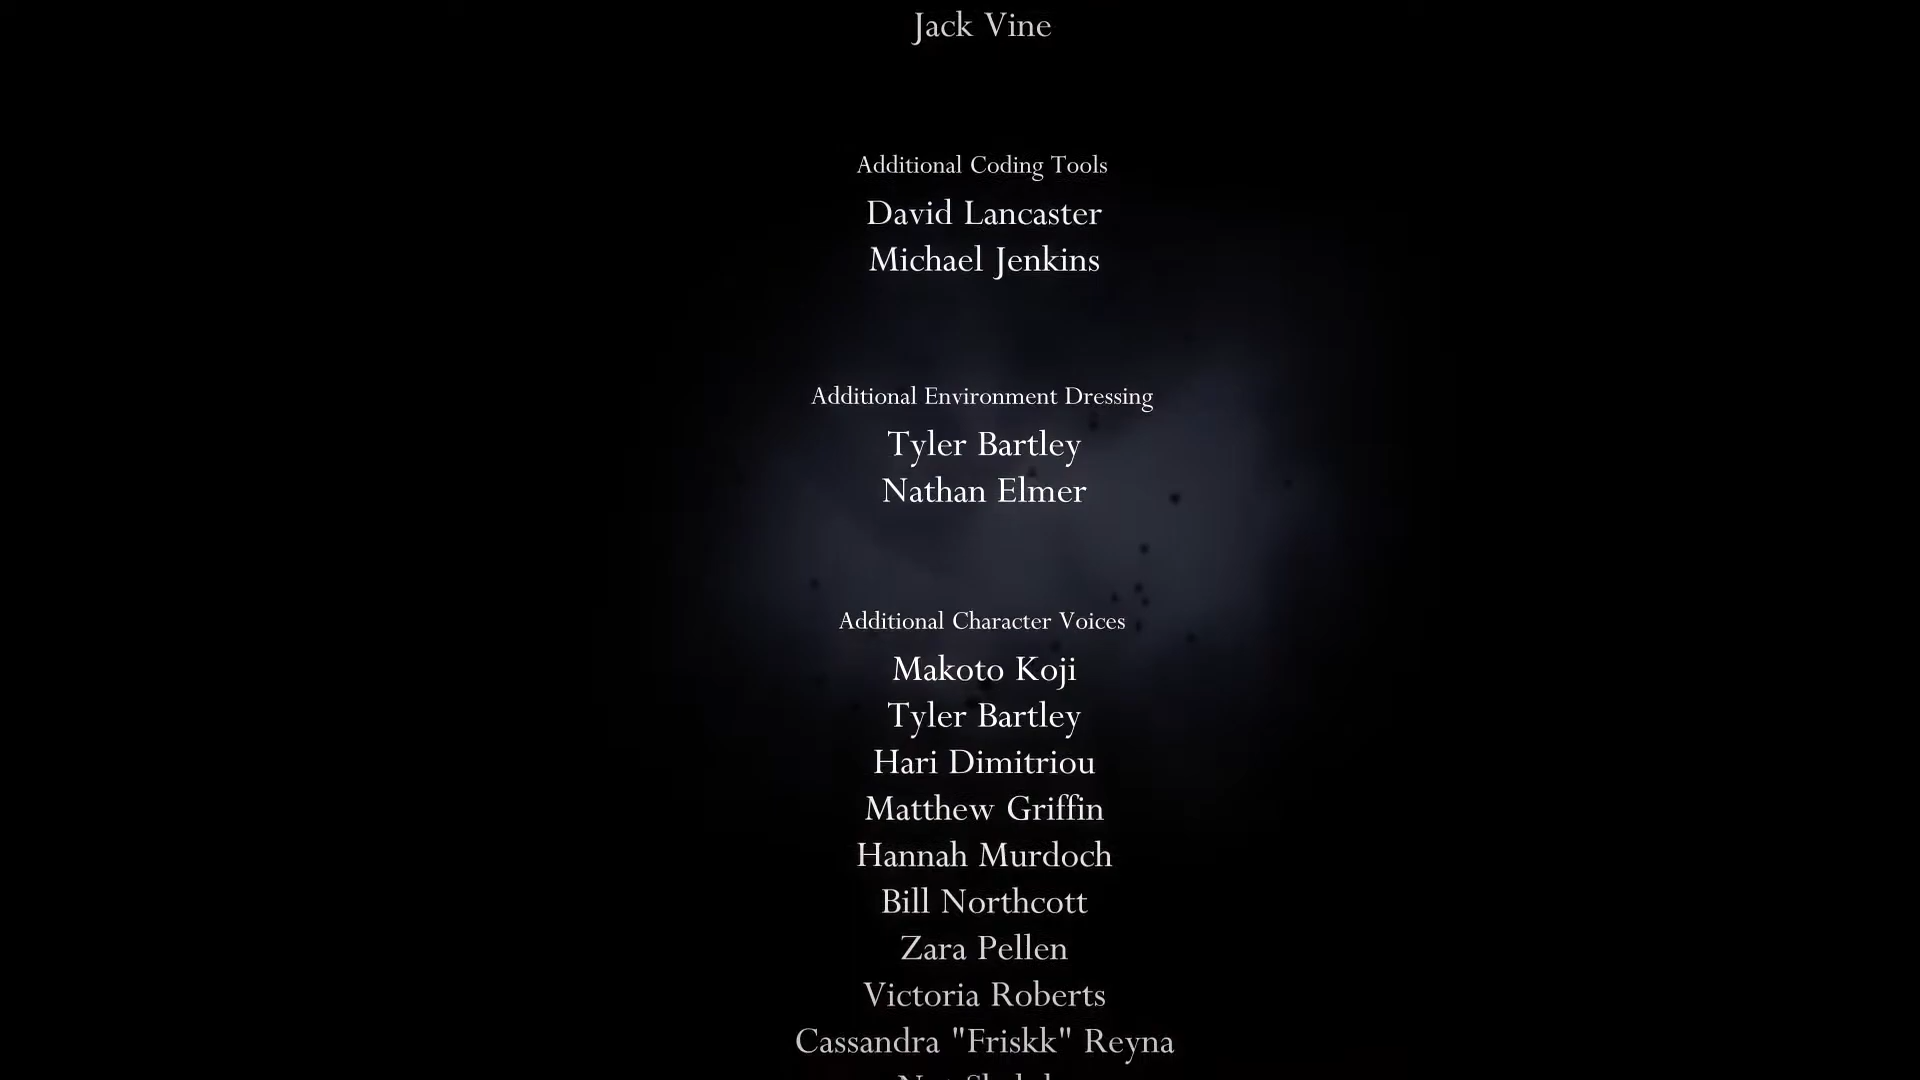 Jack Vine
Additional Coding Tools
David Lancaster
Michael Jenkins
Additional Environment Dressing
Tyler Bartley
Nathan Elmer
Additional Character Voices
Makoto Koji
Tyler Bartley
Hari Dimitriou
Matthew Griffin
Hannah Murdoch
Bill Northcott
Zara Pellen
Victoria Roberts
Cassandra "Friskk" Reyna